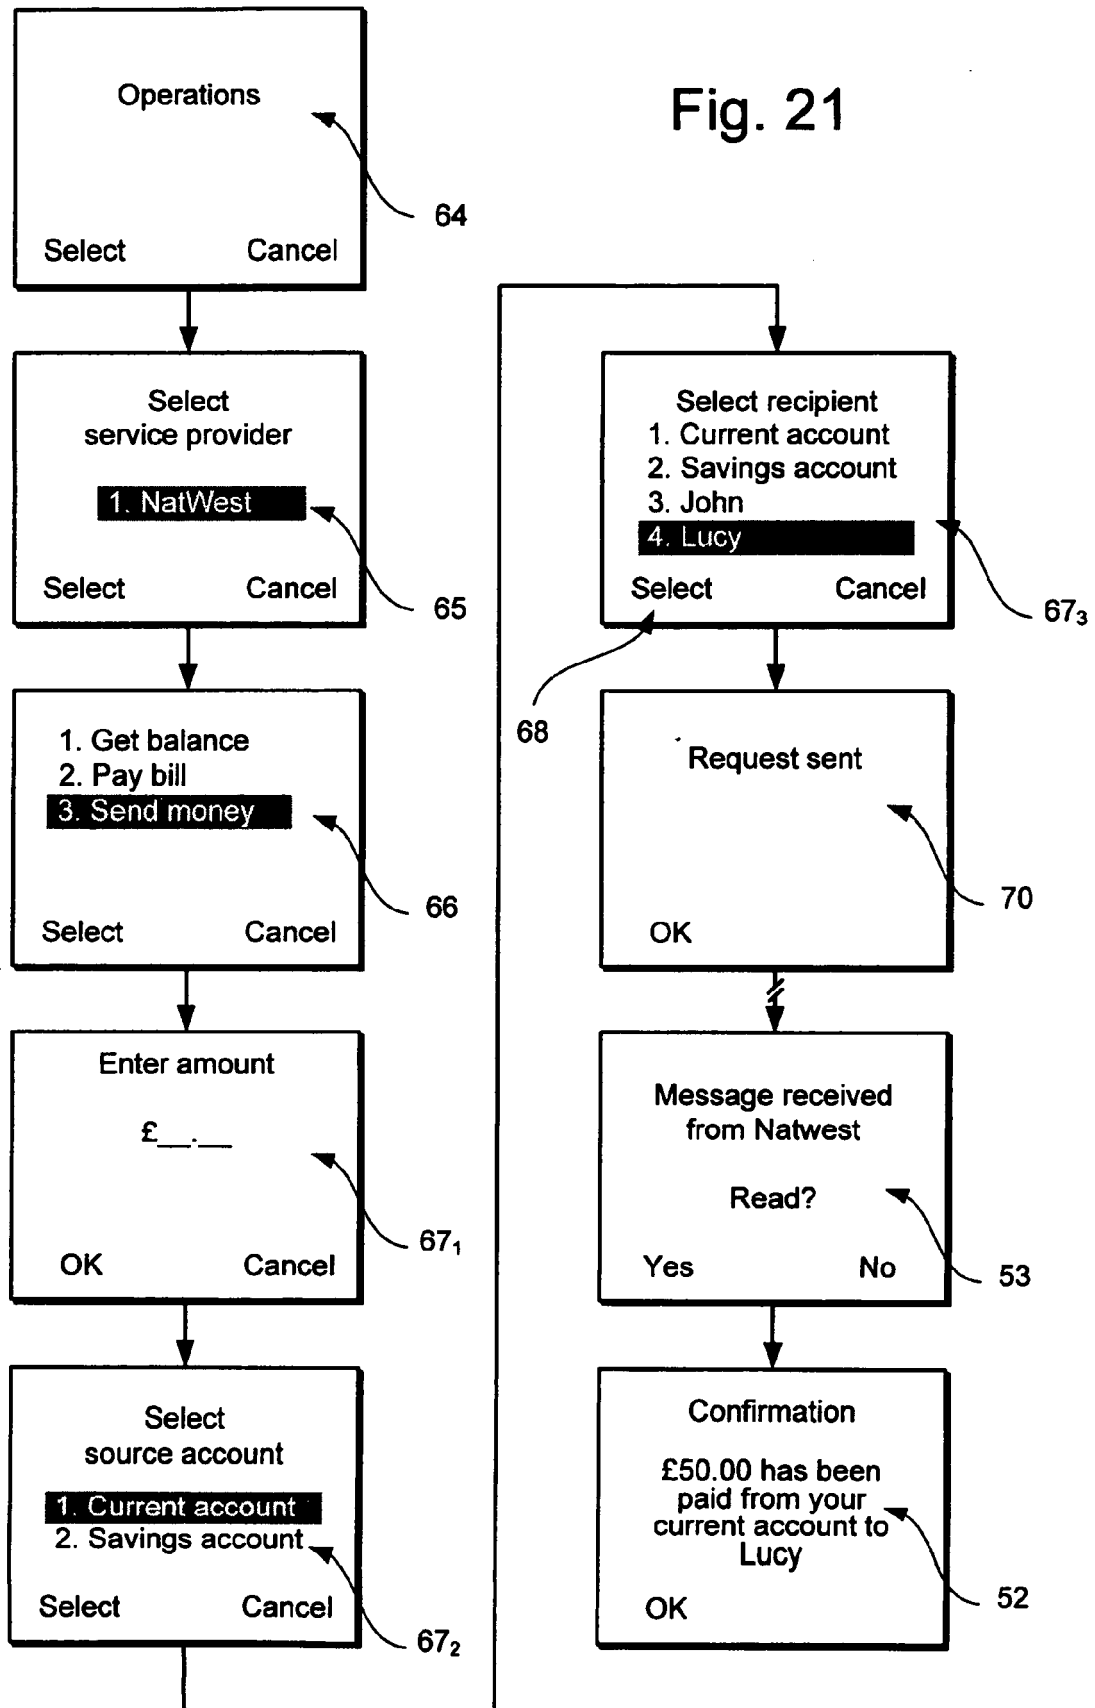 Fig. 21
Operations
64
Select Cancel
Select
service provider
1. NatWest
Select Cancel
65
1. Get balance
2. Pay bill
3. Send money
66
Select Cancel
Enter amount
£__.__
67₁
OK Cancel
Select
source account
1. Current account
2. Savings account
Select Cancel
67₂
Select recipient
1. Current account
2. Savings account
3. John
4. Lucy
Select Cancel
67₃
68
Request sent
70
OK
Message received
from Natwest
Read?
Yes No
53
Confirmation
£50.00 has been
paid from your
current account to
Lucy
52
OK